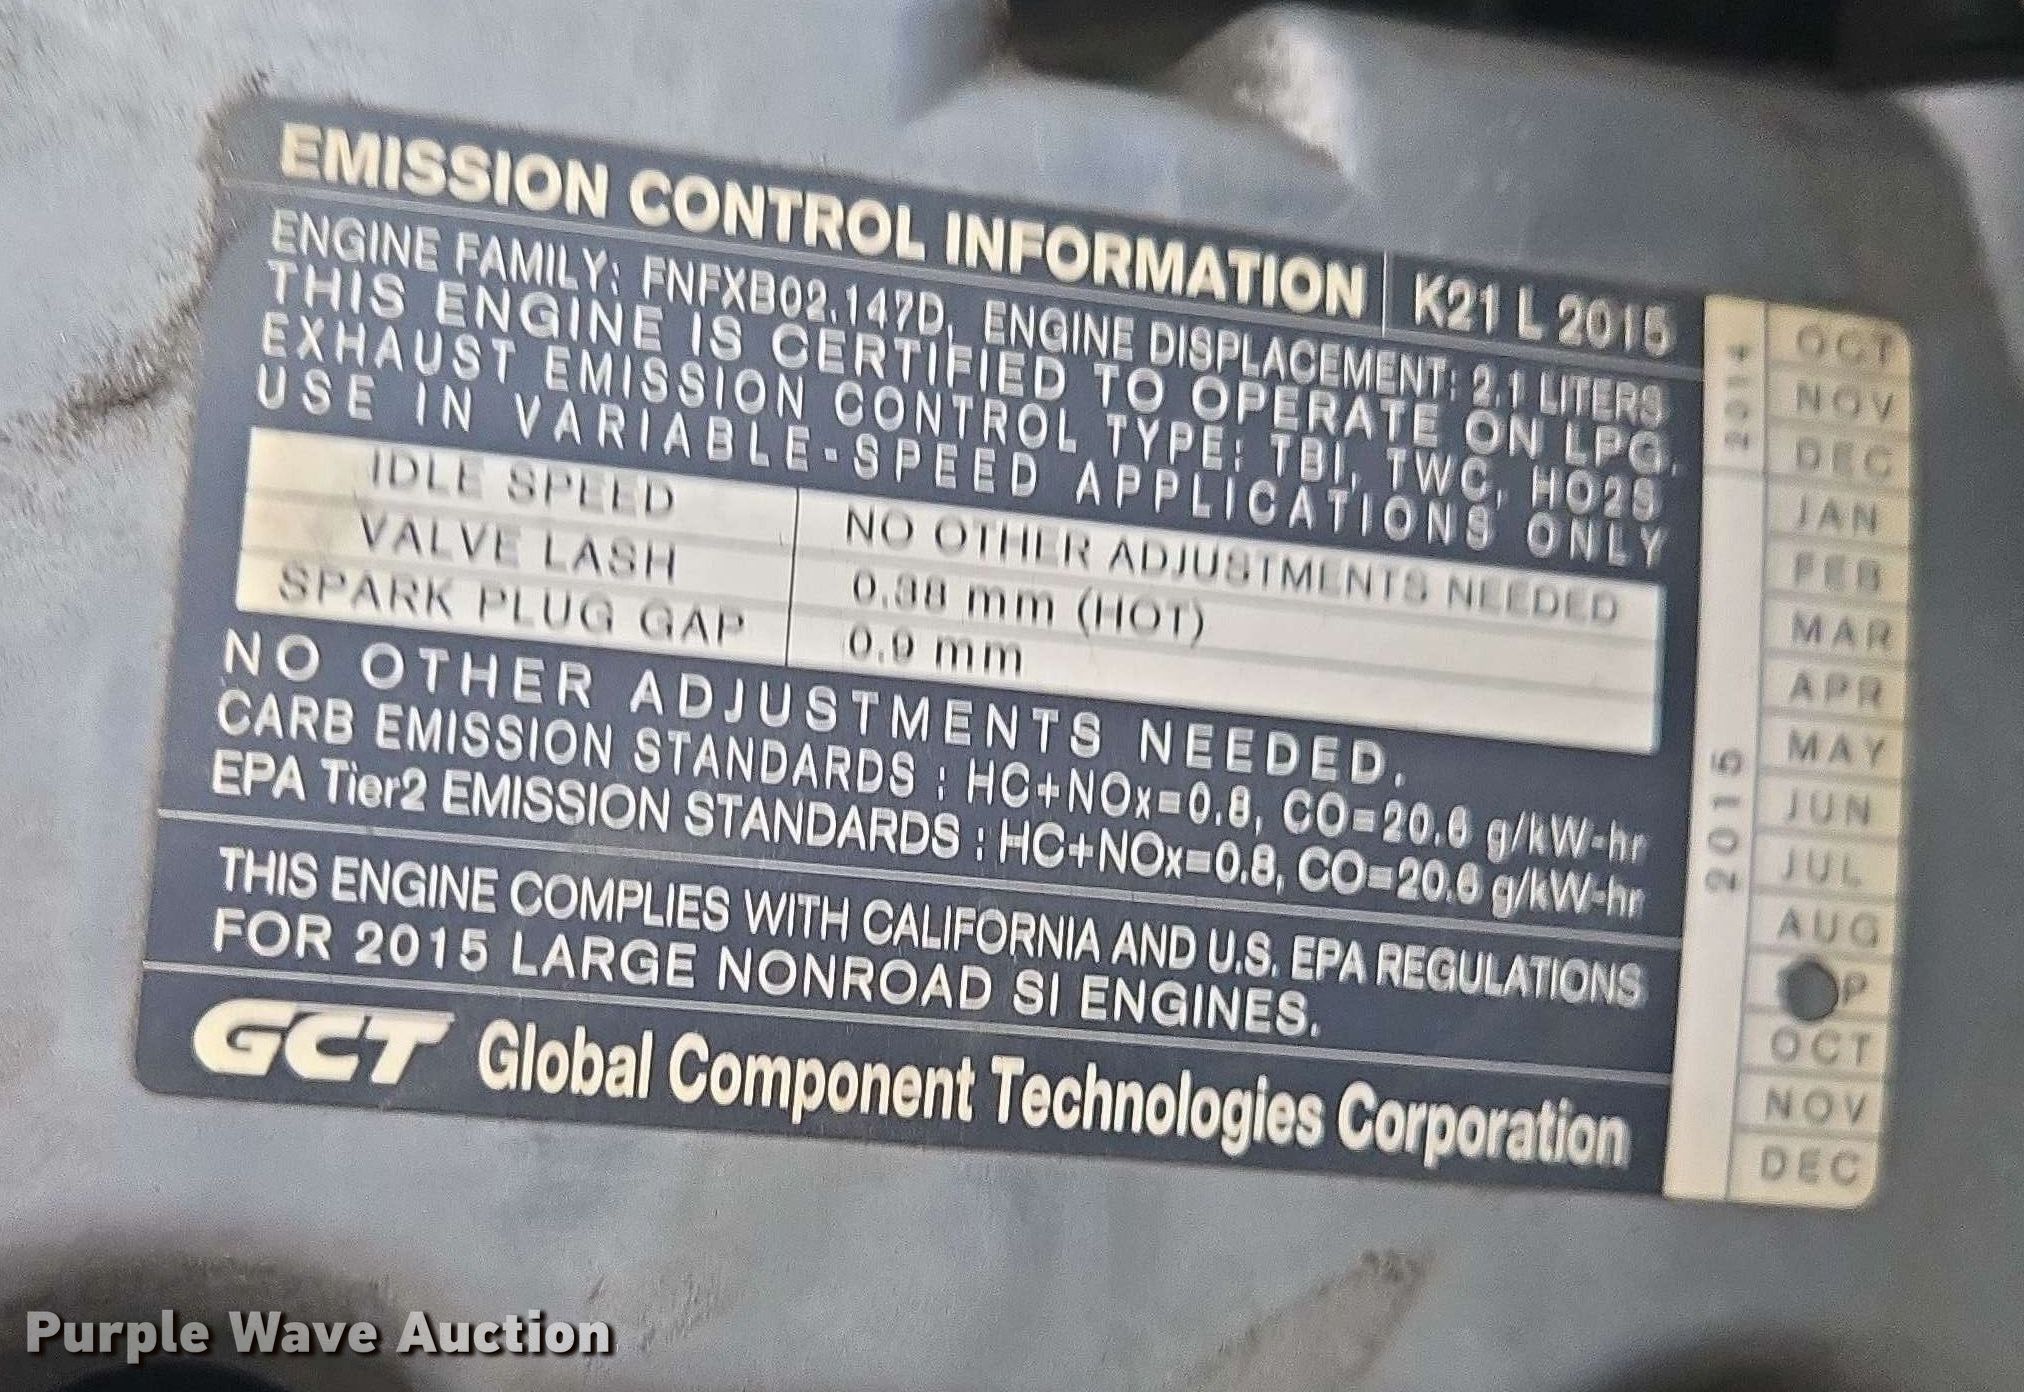 EMISSION CONTROL INFORMATION K21 L 2015
ENGINE FAMILY: FNFXB02.147D, ENGINE DISPLACEMENT: 2.1 LITERS
THIS ENGINE IS CERTIFIED TO OPERATE ON LPG.
EXHAUST EMISSION CONTROL TYPE: TBI, TWC, HO2S
USE IN VARIABLE-SPEED APPLICATIONS ONLY
IDLE SPEED NO OTHER ADJUSTMENTS NEEDED
VALVE LASH 0.38 mm (HOT)
SPARK PLUG GAP 0.9 mm
NO OTHER ADJUSTMENTS NEEDED.
CARB EMISSION STANDARDS : HC+NOx=0.8, CO=20.6 g/kW-hr
EPA Tier2 EMISSION STANDARDS : HC+NOx=0.8, CO=20.6 g/kW-hr
THIS ENGINE COMPLIES WITH CALIFORNIA AND U.S. EPA REGULATIONS
FOR 2015 LARGE NONROAD SI ENGINES.
GCT Global Component Technologies Corporation
2014
OCT
NOV
DEC
2015
JAN
FEB
MAR
APR
MAY
JUN
JUL
AUG
P
OCT
NOV
DEC
Purple Wave Auction